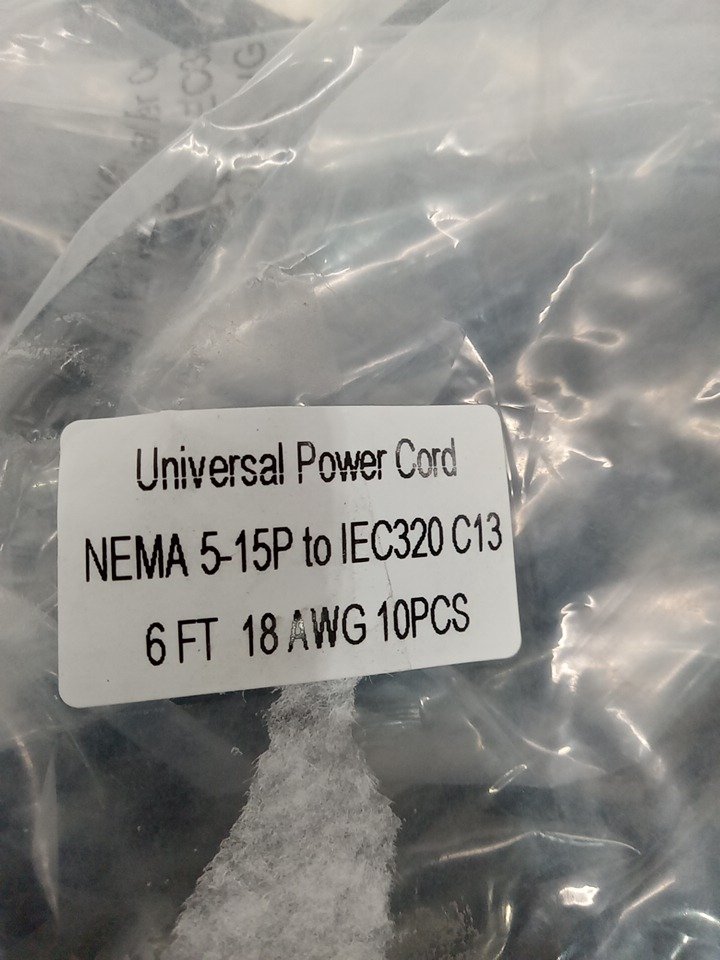 Universal Power Cord
NEMA 5-15P to IEC320 C13
6 FT 18 AWG 10PCS